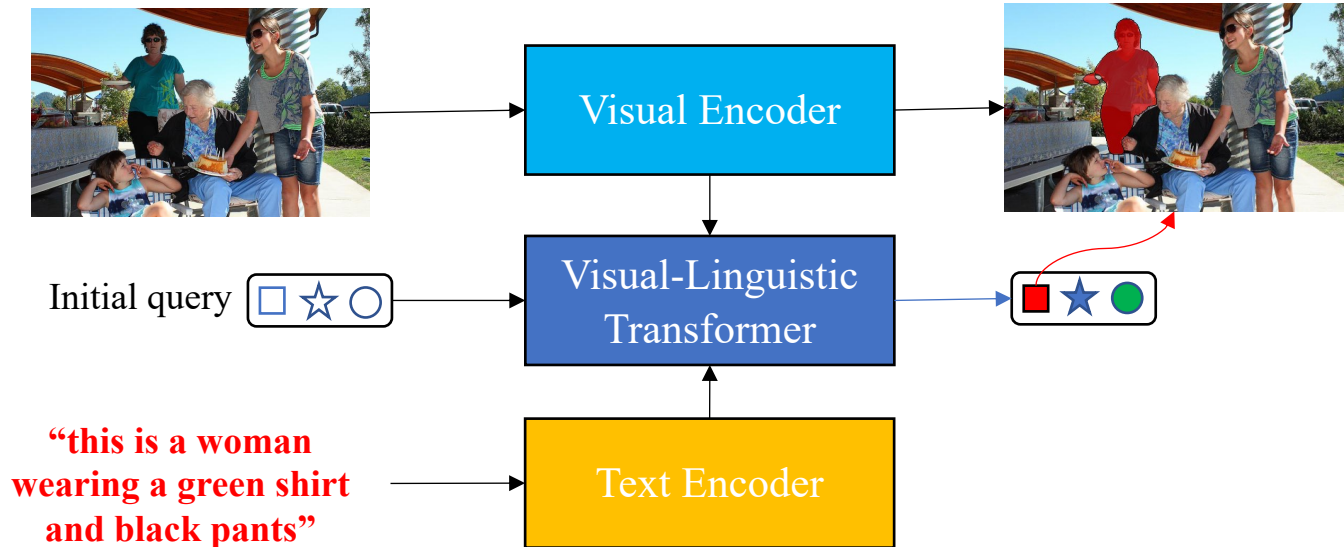 Visual Encoder
Initial query
Visual-Linguistic
Transformer
“this is a woman
wearing a green shirt
and black pants”
Text Encoder